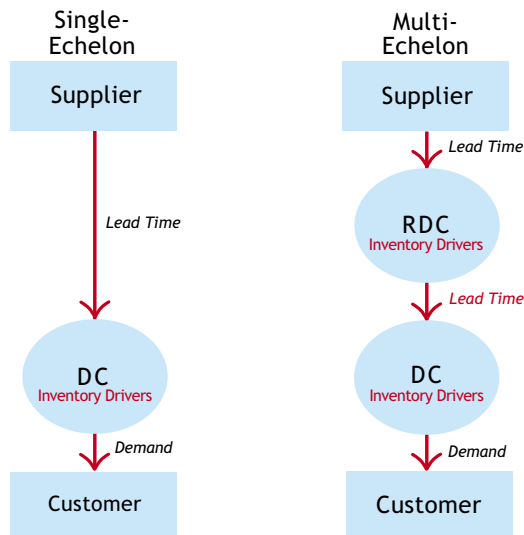 Single-
Echelon
Supplier
Lead Time
DC
Inventory Drivers
Demand
Customer
Multi-
Echelon
Supplier
Lead Time
RDC
Inventory Drivers
Lead Time
DC
Inventory Drivers
Demand
Customer